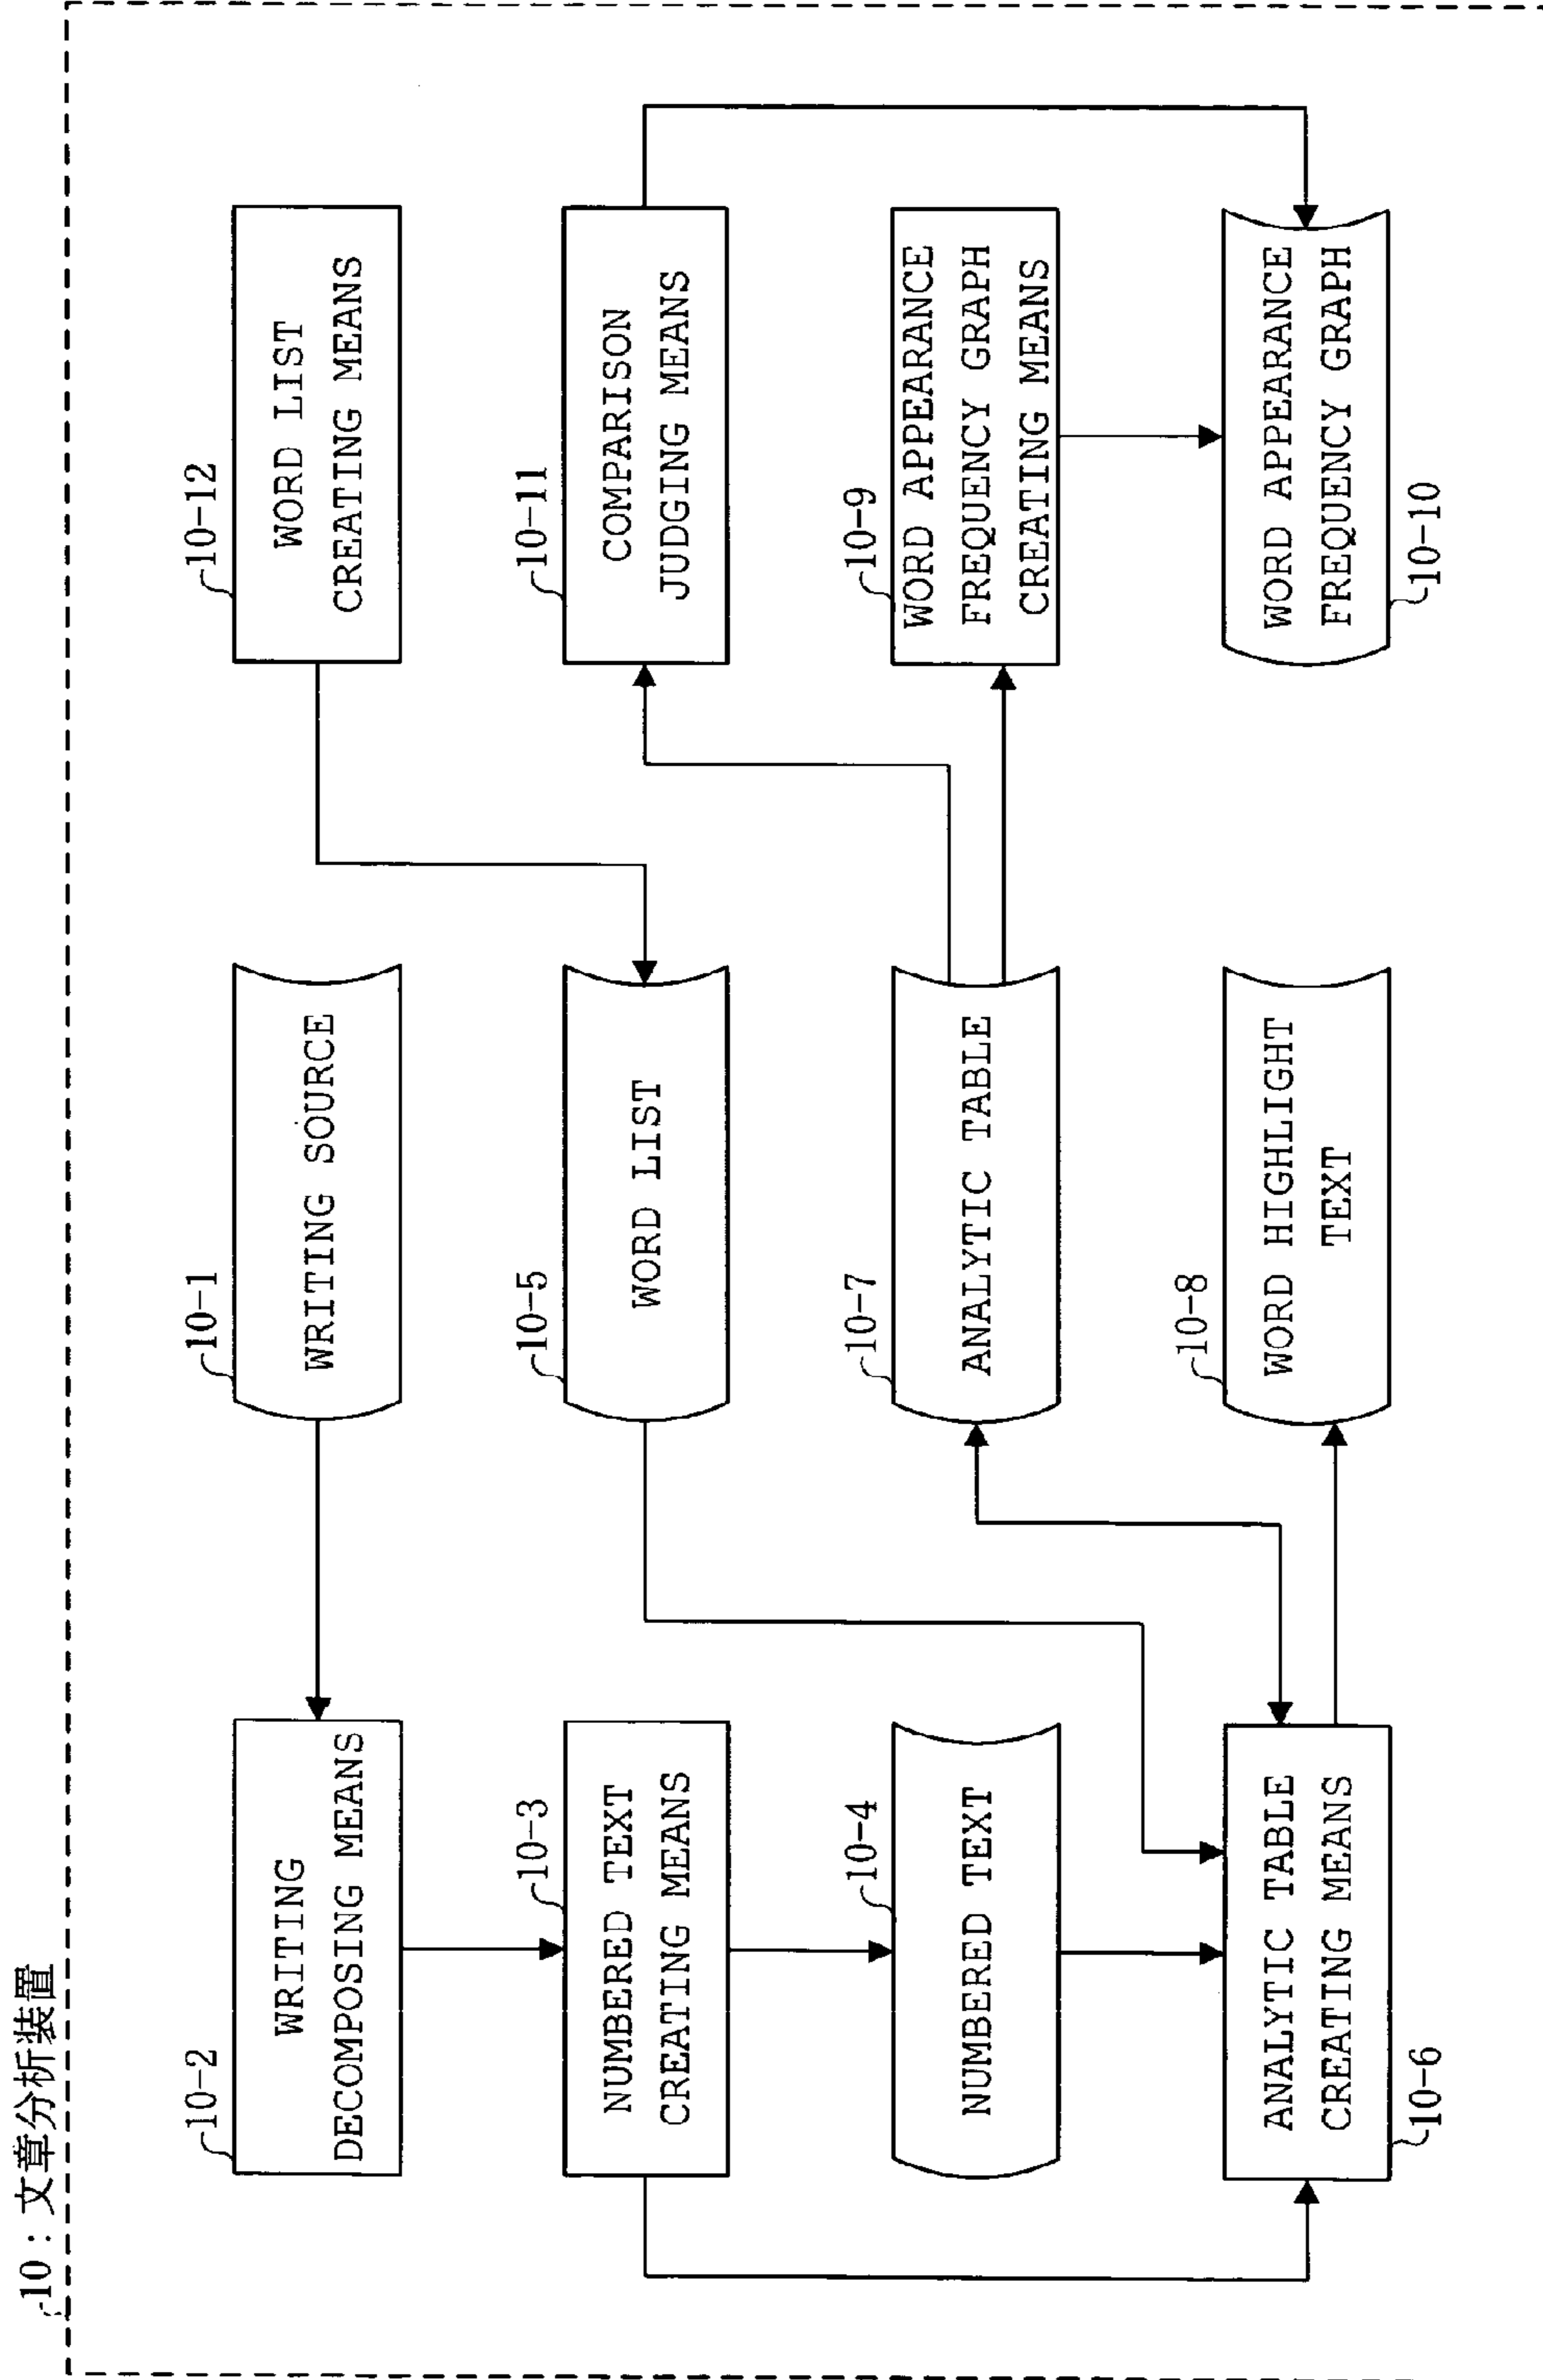 10:文章分析装置
10-2
WRITING
DECOMPOSING MEANS
10-1
WRITING SOURCE
10-12
WORD LIST
CREATING MEANS
10-3
NUMBERED TEXT
CREATING MEANS
10-5
WORD LIST
10-11
COMPARISON
JUDGING MEANS
10-4
NUMBERED TEXT
10-7
ANALYTIC TABLE
10-9
WORD APPEARANCE
FREQUENCY GRAPH
CREATING MEANS
ANALYTIC TABLE
CREATING MEANS
10-6
10-8
WORD HIGHLIGHT
TEXT
WORD APPEARANCE
FREQUENCY GRAPH
10-10